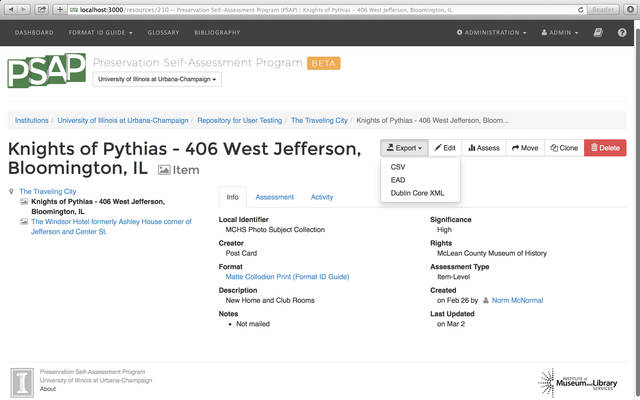 localhost:3000/resources/210 — Preservation Self-Assessment Program (PSAP) | Knights of Pythias - 406 West Jefferson, Bloomington, IL
Reader
DASHBOARD FORMAT ID GUIDE GLOSSARY BIBLIOGRAPHY ADMINISTRATION ADMIN
PSAP
Preservation Self-Assessment Program BETA
University of Illinois at Urbana-Champaign
Institutions / University of Illinois at Urbana-Champaign / Repository for User Testing / The Traveling City / Knights of Pythias - 406 West Jefferson, Bloom...
Knights of Pythias - 406 West Jefferson,
Bloomington, IL Item
Export Edit Assess Move Clone Delete
CSV
EAD
Dublin Core XML
The Traveling City
Knights of Pythias - 406 West Jefferson,
Bloomington, IL
The Windsor Hotel formerly Ashley House corner of
Jefferson and Center St.
Info Assessment Activity
Local Identifier
MCHS Photo Subject Collection
Creator
Post Card
Format
Matte Collodion Print (Format ID Guide)
Description
New Home and Club Rooms
Notes
• Not mailed
Significance
High
Rights
McLean County Museum of History
Assessment Type
Item-Level
Created
on Feb 26 by Norm McNormal
Last Updated
on Mar 2
I
Preservation Self-Assessment Program
University of Illinois at Urbana-Champaign
About
INSTITUTE of
Museum and Library
SERVICES